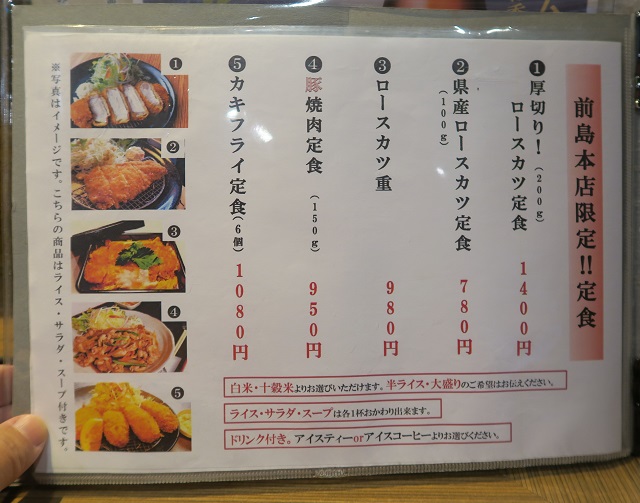 前島本店限定!!定食
❶厚切り！(200g)
ロースカツ定食 1400円
❷県産ロースカツ定食 780円
(100g)
❸ロースカツ重 980円
❹豚焼肉定食 (150g) 950円
❺カキフライ定食(6個) 1080円
白米・十穀米よりお選びいただけます。半ライス・大盛りのご希望はお伝えください。
ライス・サラダ・スープは各1杯おかわり出来ます。
ドリンク付き。アイスティーorアイスコーヒーよりお選びください。
❶
❷
❸
❹
❺
※写真はイメージです。こちらの商品はライス・サラダ・スープ付きです。